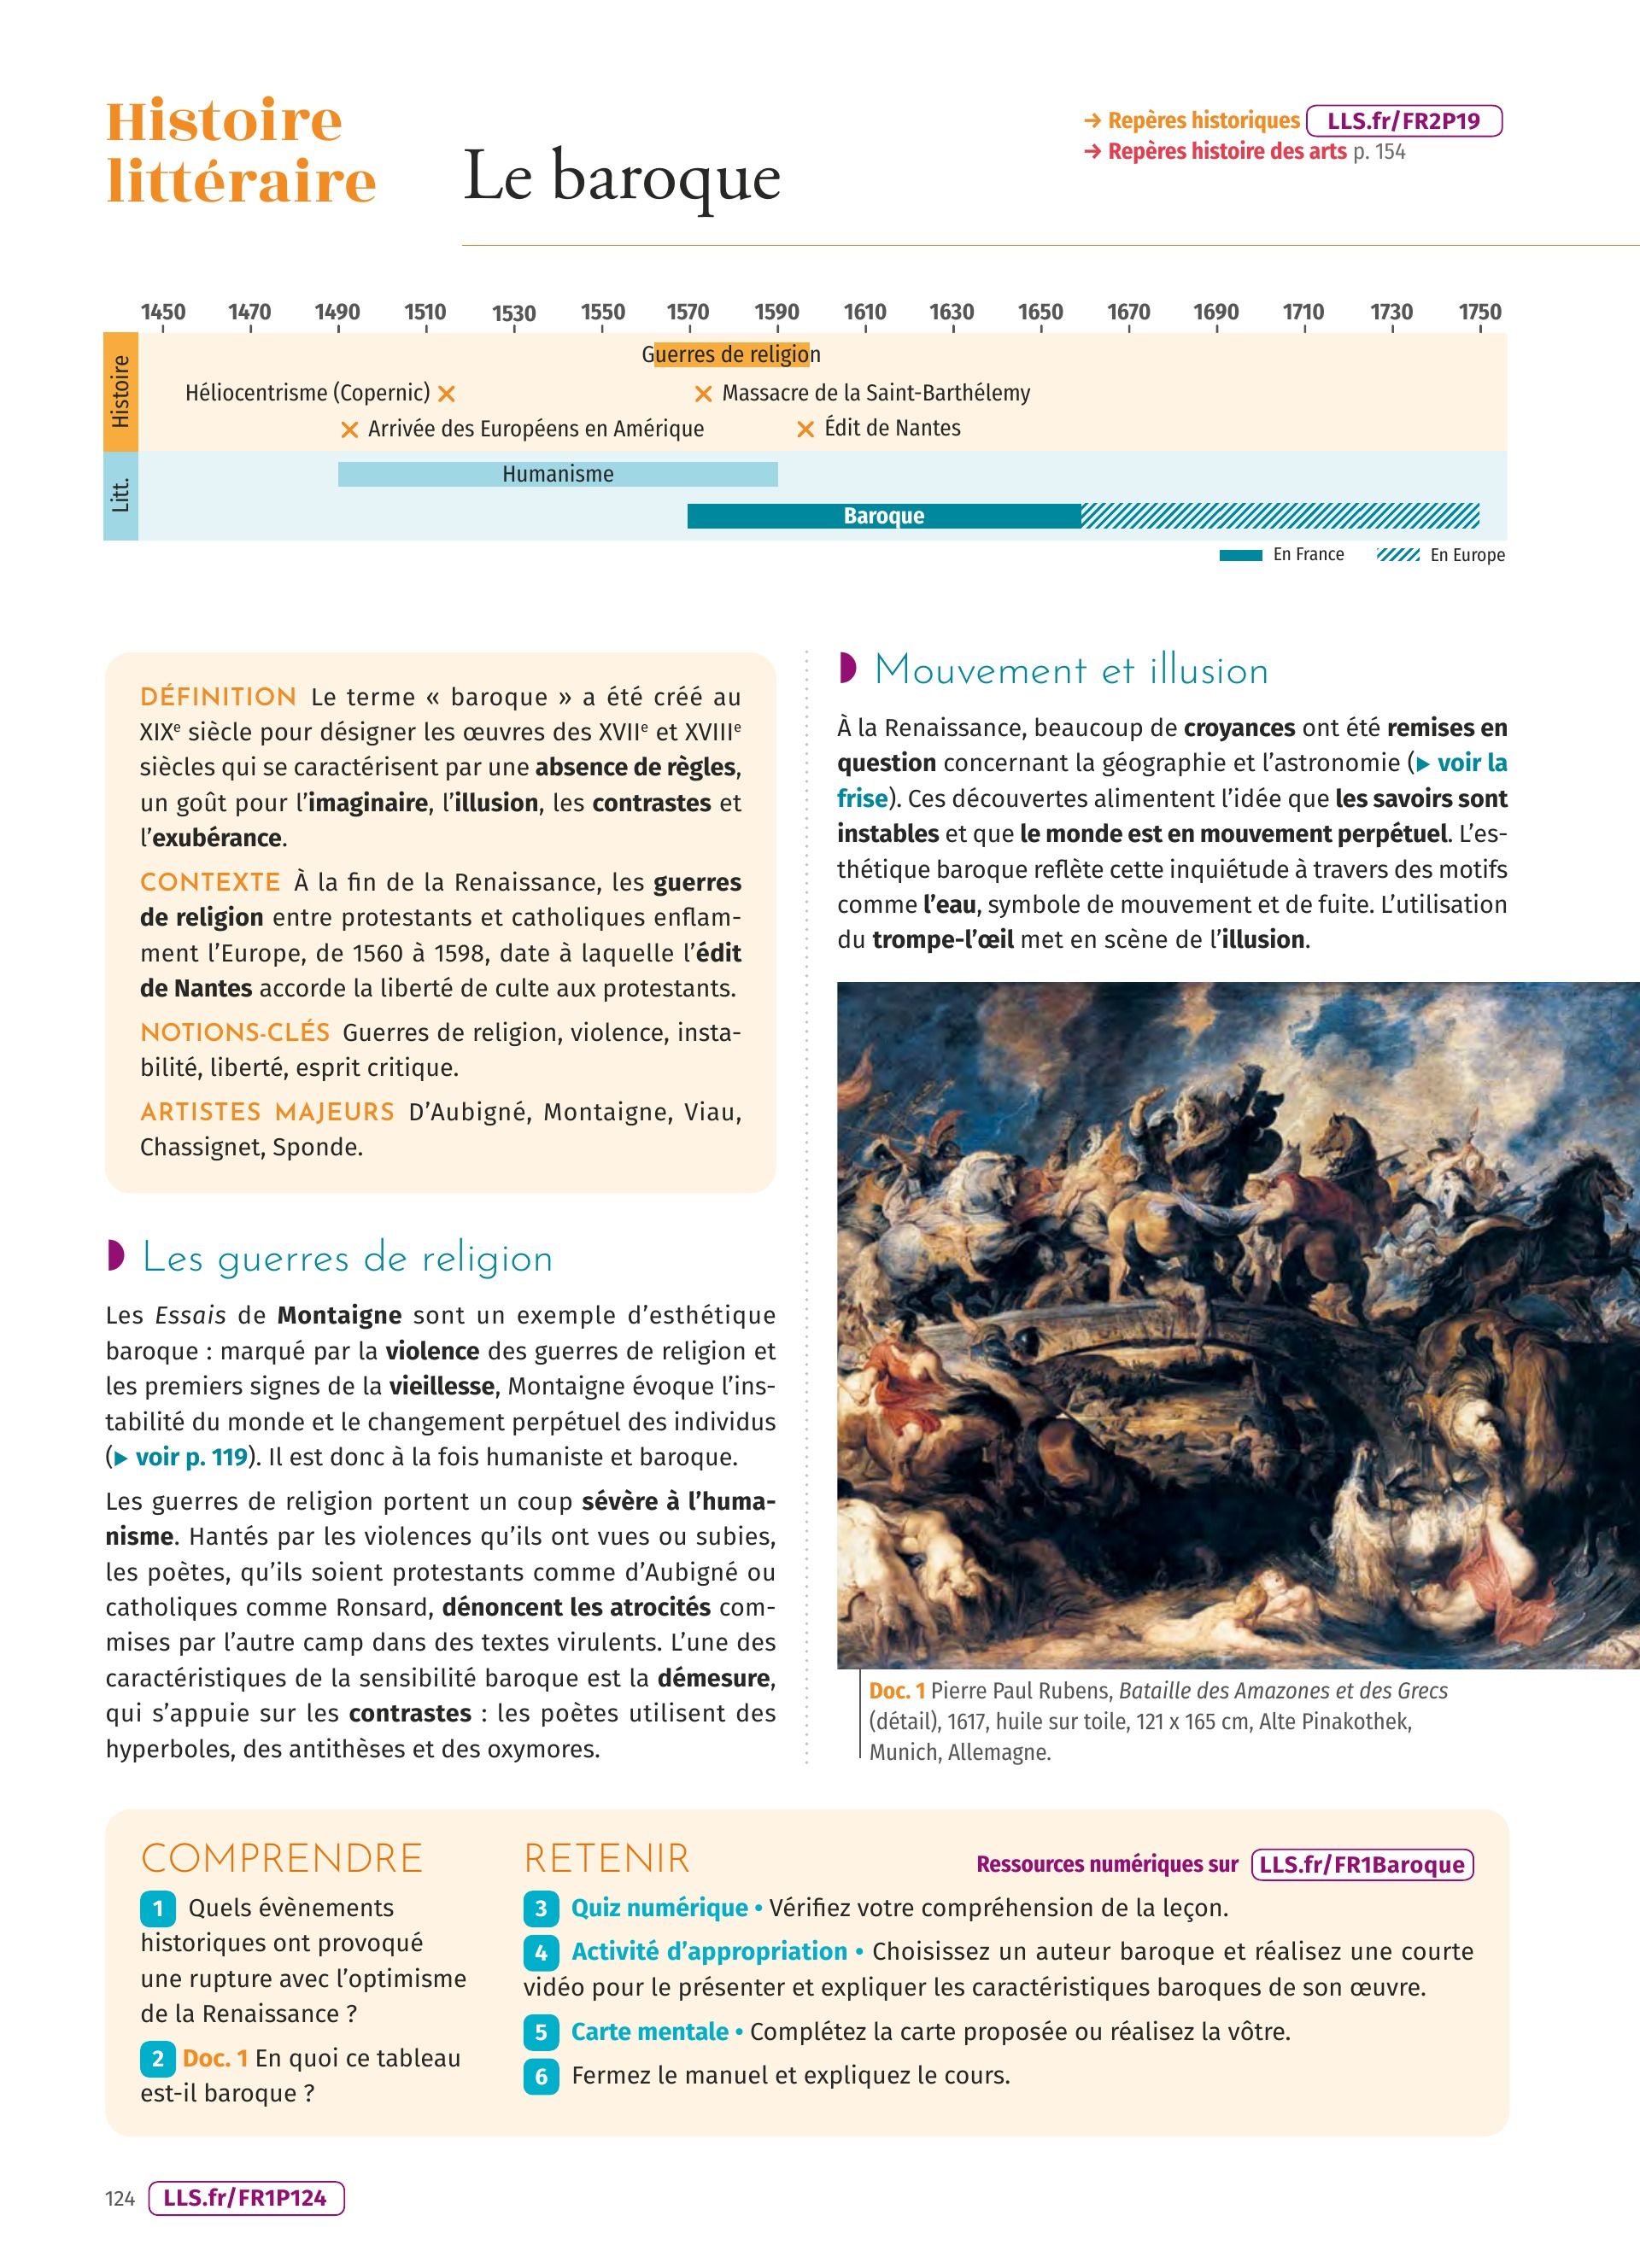 Histoire
littéraire
Le baroque
→ Repères historiques LLS.fr/FR2P19
→ Repères histoire des arts p. 154
1450 1470 1490 1510 1530 1550 1570 1590 1610 1630 1650 1670 1690 1710 1730 1750
Histoire
Guerres de religion
Héliocentrisme (Copernic)
Massacre de la Saint-Barthélemy
Arrivée des Européens en Amérique
Édit de Nantes
Litt.
Humanisme
Baroque
En France
En Europe
DÉFINITION Le terme « baroque » a été créé au
XIXe siècle pour désigner les œuvres des XVIIe et XVIIIe
siècles qui se caractérisent par une absence de règles,
un goût pour l'imaginaire, l'illusion, les contrastes et
l'exubérance.
CONTEXTE À la fin de la Renaissance, les guerres
de religion entre protestants et catholiques enflam-
ment l'Europe, de 1560 à 1598, date à laquelle l'édit
de Nantes accorde la liberté de culte aux protestants.
NOTIONS-CLÉS Guerres de religion, violence, insta-
bilité, liberté, esprit critique.
ARTISTES MAJEURS D'Aubigné, Montaigne, Viau,
Chassignet, Sponde.
Les guerres de religion
Les Essais de Montaigne sont un exemple d'esthétique
baroque : marqué par la violence des guerres de religion et
les premiers signes de la vieillesse, Montaigne évoque l'ins-
tabilité du monde et le changement perpétuel des individus
(▶ voir p. 119). Il est donc à la fois humaniste et baroque.
Les guerres de religion portent un coup sévère à l'huma-
nisme. Hantés par les violences qu'ils ont vues ou subies,
les poètes, qu'ils soient protestants comme d'Aubigné ou
catholiques comme Ronsard, dénoncent les atrocités com-
mises par l'autre camp dans des textes virulents. L'une des
caractéristiques de la sensibilité baroque est la démesure,
qui s'appuie sur les contrastes : les poètes utilisent des
hyperboles, des antithèses et des oxymores.
Mouvement et illusion
À la Renaissance, beaucoup de croyances ont été remises en
question concernant la géographie et l'astronomie (▶ voir la
frise). Ces découvertes alimentent l'idée que les savoirs sont
instables et que le monde est en mouvement perpétuel. L'es-
thétique baroque reflète cette inquiétude à travers des motifs
comme l'eau, symbole de mouvement et de fuite. L'utilisation
du trompe-l'œil met en scène de l'illusion.
Doc. 1 Pierre Paul Rubens, Bataille des Amazones et des Grecs
(détail), 1617, huile sur toile, 121 x 165 cm, Alte Pinakothek,
Munich, Allemagne.
COMPRENDRE
1 Quels évènements
historiques ont provoqué
une rupture avec l'optimisme
de la Renaissance ?
2 Doc. 1 En quoi ce tableau
est-il baroque ?
RETENIR
Ressources numériques sur LLS.fr/FR1Baroque
3 Quiz numérique • Vérifiez votre compréhension de la leçon.
4 Activité d'appropriation • Choisissez un auteur baroque et réalisez une courte
vidéo pour le présenter et expliquer les caractéristiques baroques de son œuvre.
5 Carte mentale • Complétez la carte proposée ou réalisez la vôtre.
6 Fermez le manuel et expliquez le cours.
124 LLS.fr/FR1P124